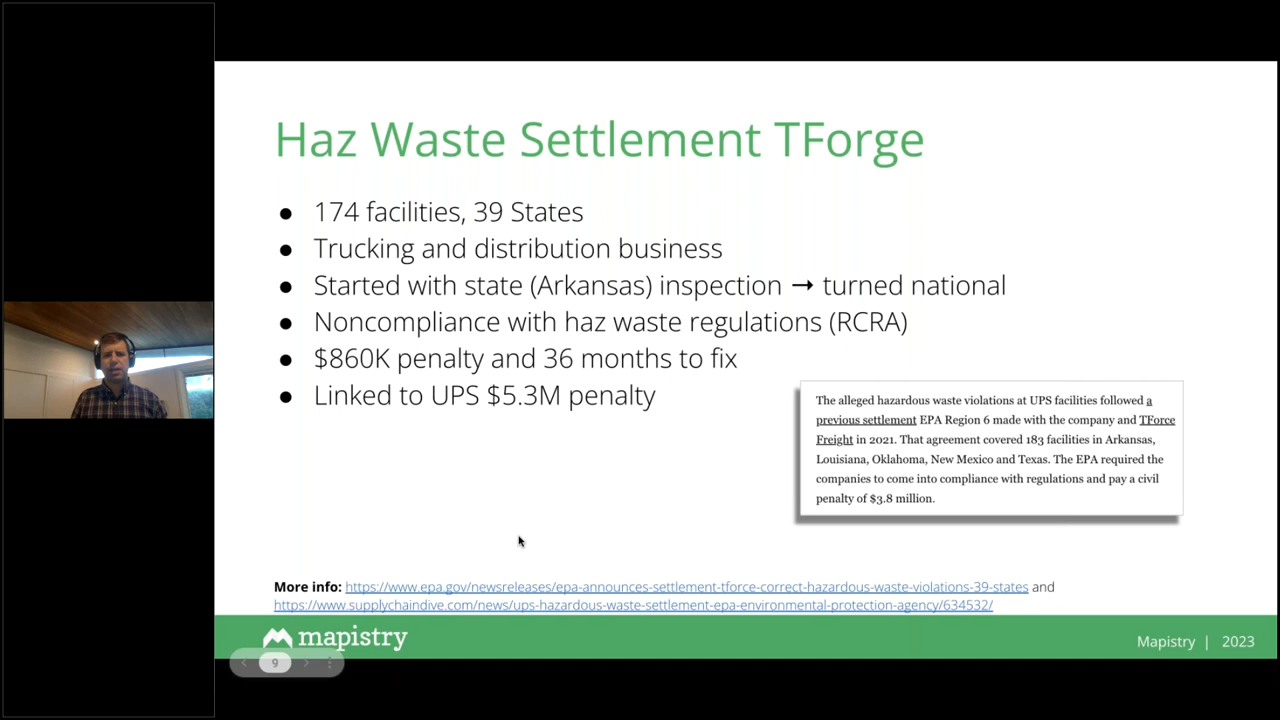 Haz Waste Settlement TForge
● 174 facilities, 39 States
● Trucking and distribution business
● Started with state (Arkansas) inspection → turned national
● Noncompliance with haz waste regulations (RCRA)
● $860K penalty and 36 months to fix
● Linked to UPS $5.3M penalty
The alleged hazardous waste violations at UPS facilities followed a
previous settlement EPA Region 6 made with the company and TForce
Freight in 2021. That agreement covered 183 facilities in Arkansas,
Louisiana, Oklahoma, New Mexico and Texas. The EPA required the
companies to come into compliance with regulations and pay a civil
penalty of $3.8 million.
More info: https://www.epa.gov/newsreleases/epa-announces-settlement-tforce-correct-hazardous-waste-violations-39-states and
https://www.supplychaindive.com/news/ups-hazardous-waste-settlement-epa-environmental-protection-agency/634532/
mapistry
Mapistry | 2023
9